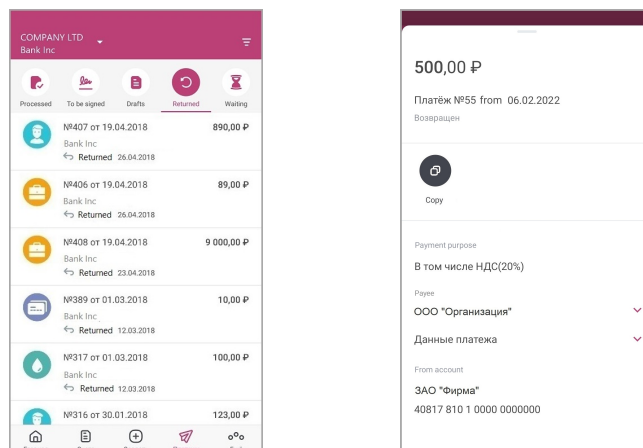 COMPANY LTD
Bank Inc
Processed
To be signed
Drafts
Returned
Waiting
№407 от 19.04.2018 890,00 ₽
Bank Inc
Returned 26.04.2018
№406 от 19.04.2018 89,00 ₽
Bank Inc
Returned 26.04.2018
№408 от 19.04.2018 9 000,00 ₽
Bank Inc
Returned 23.04.2018
№389 от 01.03.2018 10,00 ₽
Bank Inc
Returned 12.03.2018
№317 от 01.03.2018 100,00 ₽
Bank Inc
Returned 12.03.2018
№316 от 30.01.2018 123,00 ₽
500,00 ₽
Платёж №55 from 06.02.2022
Возвращен
Copy
Payment purpose
В том числе НДС(20%)
Payee
ООО "Организация"
Данные платежа
From account
ЗАО "Фирма"
40817 810 1 0000 0000000